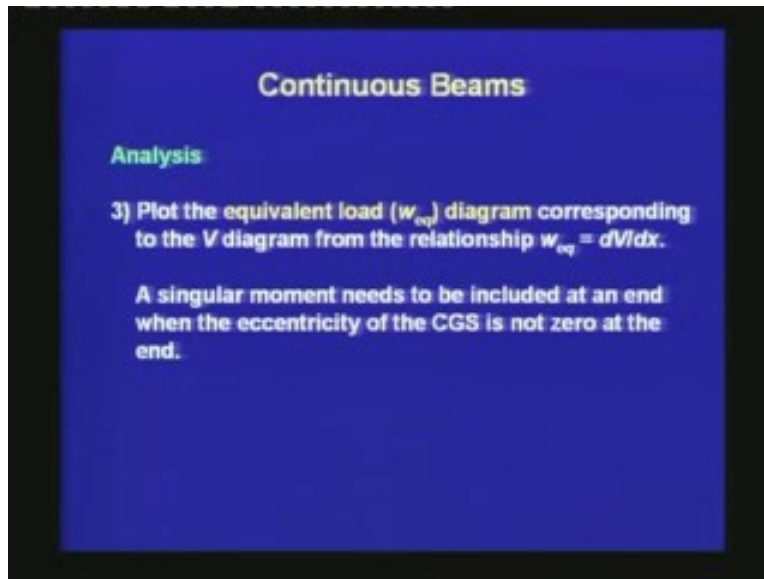 Continuous Beams
Analysis
3) Plot the equivalent load (weq) diagram corresponding
to the V diagram from the relationship weq = dV/dx.
A singular moment needs to be included at an end
when the eccentricity of the CGS is not zero at the
end.